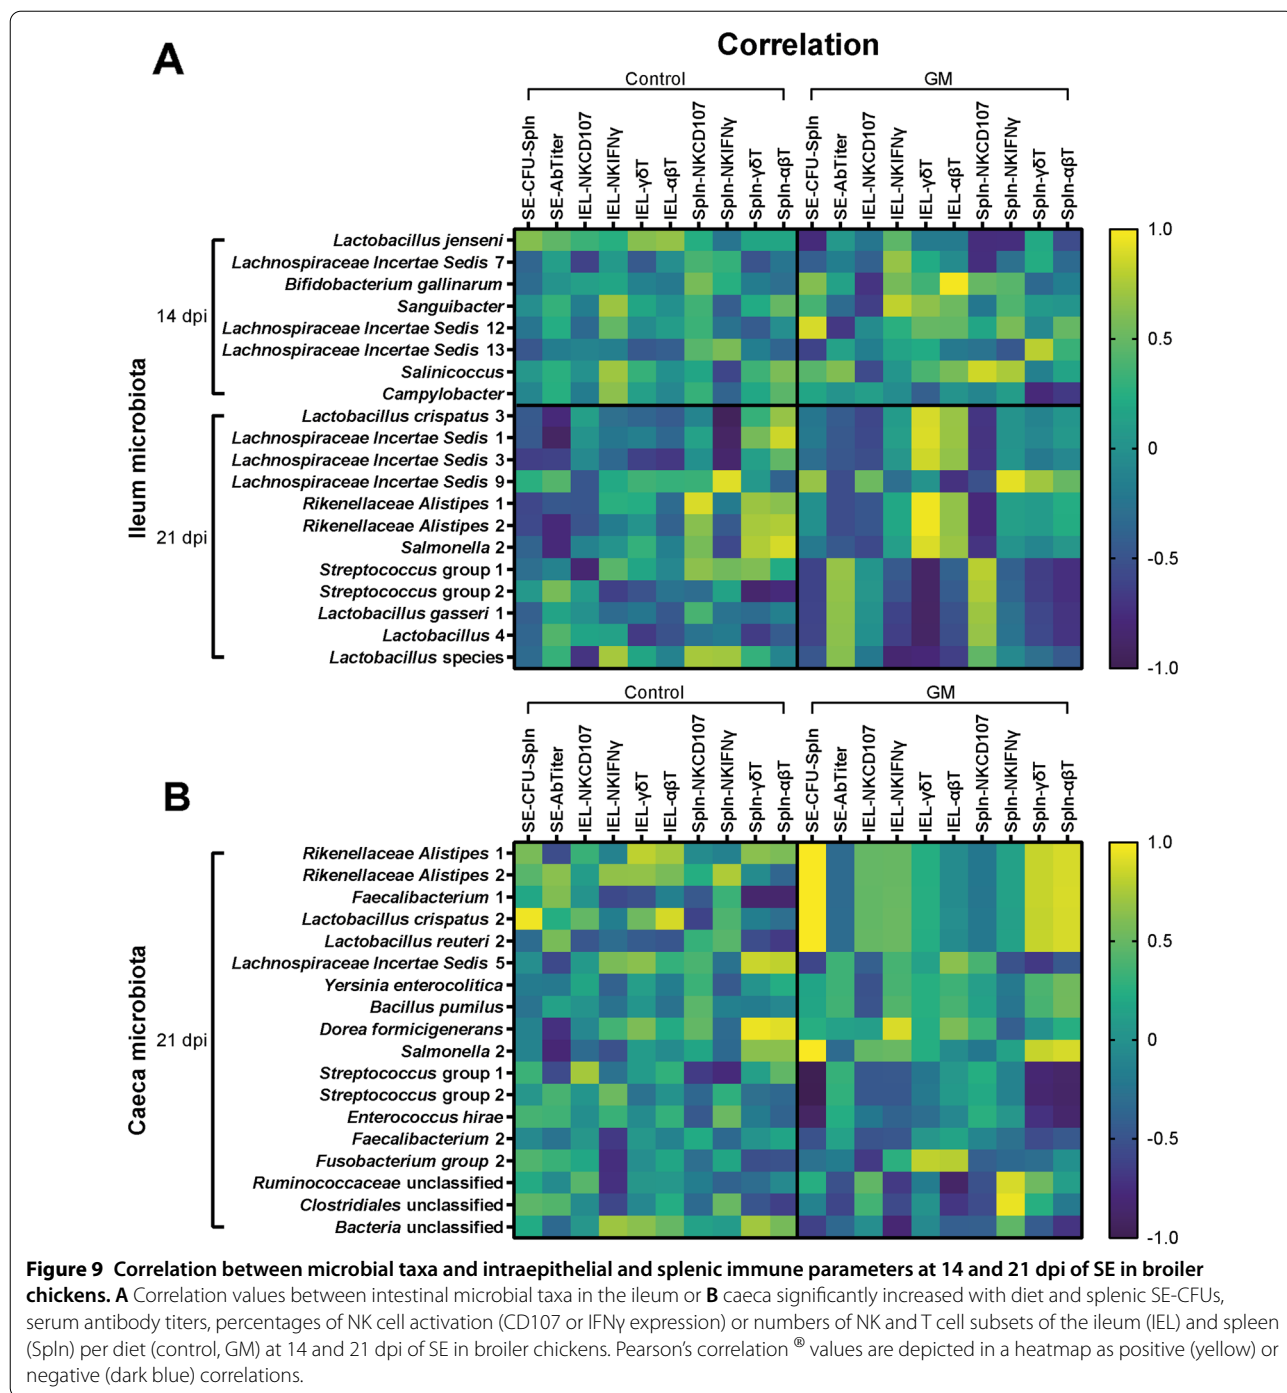 Correlation
A
Control
GM
SE-CFU-Spln
SE-AbTiter
IEL-NKCD107
IEL-NKIFNγ
IEL-γδT
IEL-αβT
Spln-NKCD107
Spln-NKIFNγ
Spln-γδT
Spln-αβT
SE-CFU-Spln
SE-AbTiter
IEL-NKCD107
IEL-NKIFNγ
IEL-γδT
IEL-αβT
Spln-NKCD107
Spln-NKIFNγ
Spln-γδT
Spln-αβT
Ileum microbiota
14 dpi
Lactobacillus jenseni
Lachnospiraceae Incertae Sedis 7
Bifidobacterium gallinarum
Sanguibacter
Lachnospiraceae Incertae Sedis 12
Lachnospiraceae Incertae Sedis 13
Salinicoccus
Campylobacter
21 dpi
Lactobacillus crispatus 3
Lachnospiraceae Incertae Sedis 1
Lachnospiraceae Incertae Sedis 3
Lachnospiraceae Incertae Sedis 9
Rikenellaceae Alistipes 1
Rikenellaceae Alistipes 2
Salmonella 2
Streptococcus group 1
Streptococcus group 2
Lactobacillus gasseri 1
Lactobacillus 4
Lactobacillus species
1.0
0.5
0
-0.5
-1.0
B
Control
GM
SE-CFU-Spln
SE-AbTiter
IEL-NKCD107
IEL-NKIFNγ
IEL-γδT
IEL-αβT
Spln-NKCD107
Spln-NKIFNγ
Spln-γδT
Spln-αβT
SE-CFU-Spln
SE-AbTiter
IEL-NKCD107
IEL-NKIFNγ
IEL-γδT
IEL-αβT
Spln-NKCD107
Spln-NKIFNγ
Spln-γδT
Spln-αβT
Caeca microbiota
21 dpi
Rikenellaceae Alistipes 1
Rikenellaceae Alistipes 2
Faecalibacterium 1
Lactobacillus crispatus 2
Lactobacillus reuteri 2
Lachnospiraceae Incertae Sedis 5
Yersinia enterocolitica
Bacillus pumilus
Dorea formicigenerans
Salmonella 2
Streptococcus group 1
Streptococcus group 2
Enterococcus hirae
Faecalibacterium 2
Fusobacterium group 2
Ruminococcaceae unclassified
Clostridiales unclassified
Bacteria unclassified
1.0
0.5
0
-0.5
-1.0
Figure 9 Correlation between microbial taxa and intraepithelial and splenic immune parameters at 14 and 21 dpi of SE in broiler
chickens. A Correlation values between intestinal microbial taxa in the ileum or B caeca significantly increased with diet and splenic SE-CFUs,
serum antibody titers, percentages of NK cell activation (CD107 or IFNγ expression) or numbers of NK and T cell subsets of the ileum (IEL) and spleen
(Spln) per diet (control, GM) at 14 and 21 dpi of SE in broiler chickens. Pearson's correlation ® values are depicted in a heatmap as positive (yellow) or
negative (dark blue) correlations.